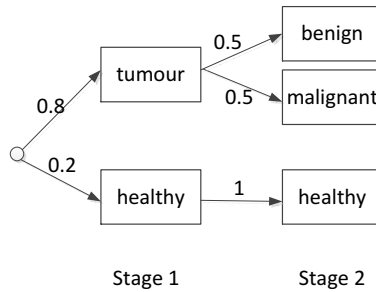 benign
0.5
tumour
0.5
malignant
0.8
0.2
healthy
1
healthy
Stage 1
Stage 2